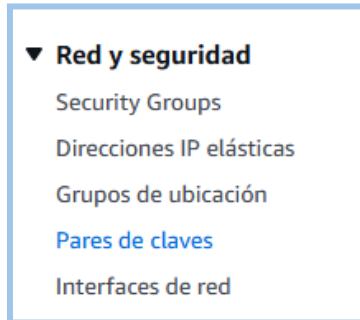 Red y seguridad
Security Groups
Direcciones IP elásticas
Grupos de ubicación
Pares de claves
Interfaces de red